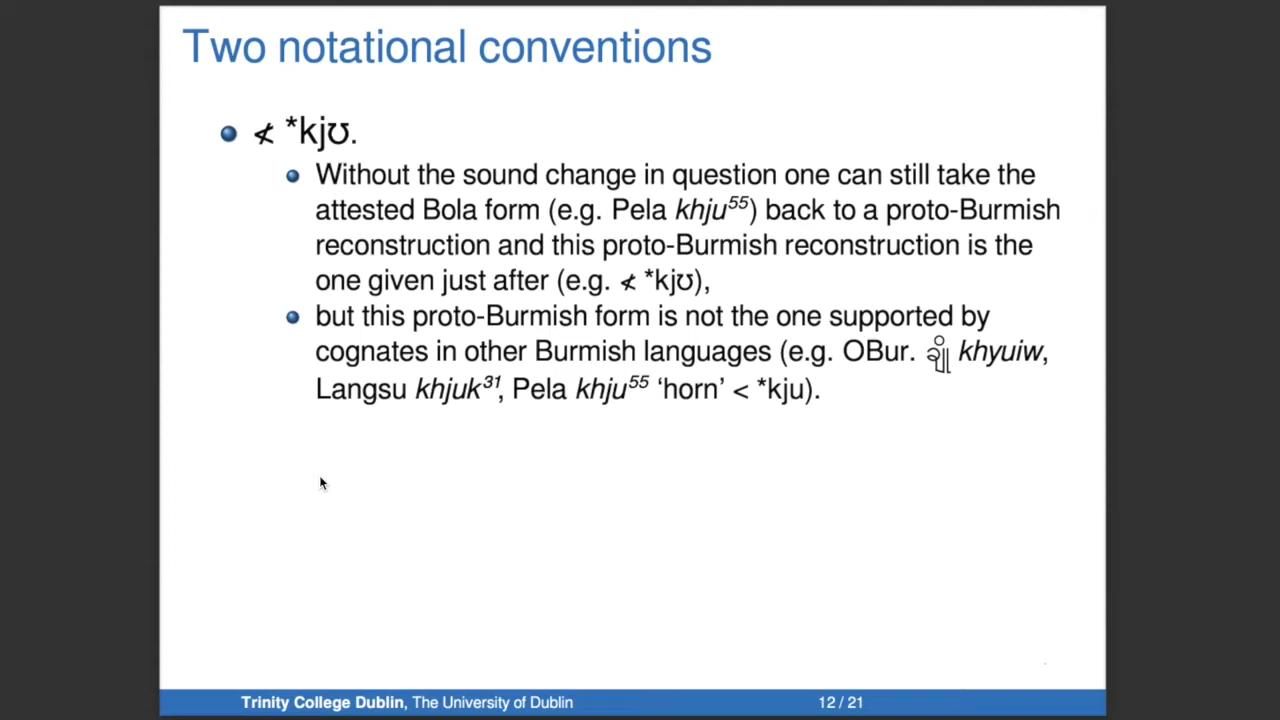 Two notational conventions
≮ *kjʊ.
Without the sound change in question one can still take the
attested Bola form (e.g. Pela khju⁵⁵) back to a proto-Burmish
reconstruction and this proto-Burmish reconstruction is the
one given just after (e.g. ≮ *kjʊ),
but this proto-Burmish form is not the one supported by
cognates in other Burmish languages (e.g. OBur. ချိုဝ် khyuiw,
Langsu khjuk³¹, Pela khju⁵⁵ ‘horn’ < *kju).
Trinity College Dublin, The University of Dublin
12 / 21